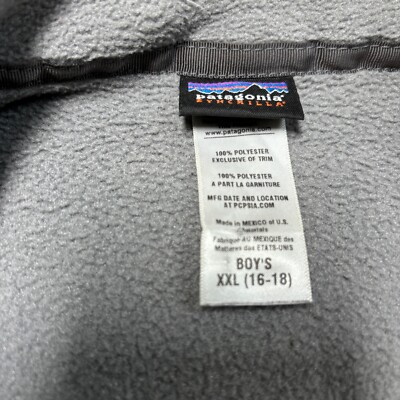 patagonia
SYNCHILLA
www.patagonia.com
100% POLYESTER
EXCLUSIVE OF TRIM
100% POLYESTER
A PART LA GARNITURE
MFG DATE AND LOCATION
AT PCPSIA.COM
Made in MEXICO of U.S.
Materials
Fabriqué AU MEXIQUE des
Matières des ÉTATS-UNIS
BOY'S
XXL (16-18)